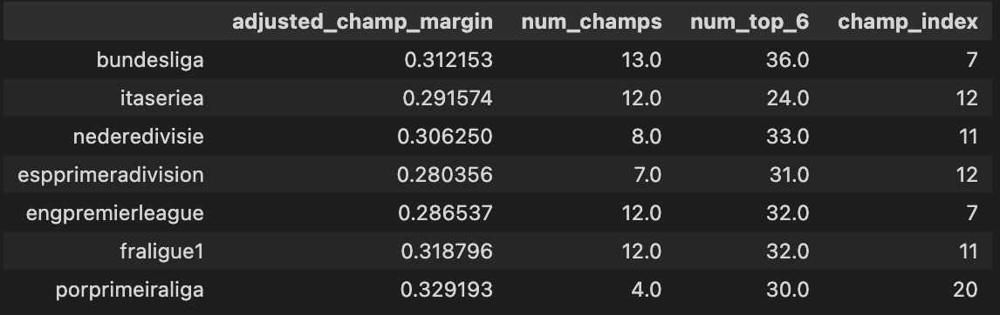 adjusted_champ_margin num_champs num_top_6 champ_index
bundesliga 0.312153 13.0 36.0 7
itaseriea 0.291574 12.0 24.0 12
nederedivisie 0.306250 8.0 33.0 11
espprimeradivision 0.280356 7.0 31.0 12
engpremierleague 0.286537 12.0 32.0 7
fraligue1 0.318796 12.0 32.0 11
porprimeiraliga 0.329193 4.0 30.0 20